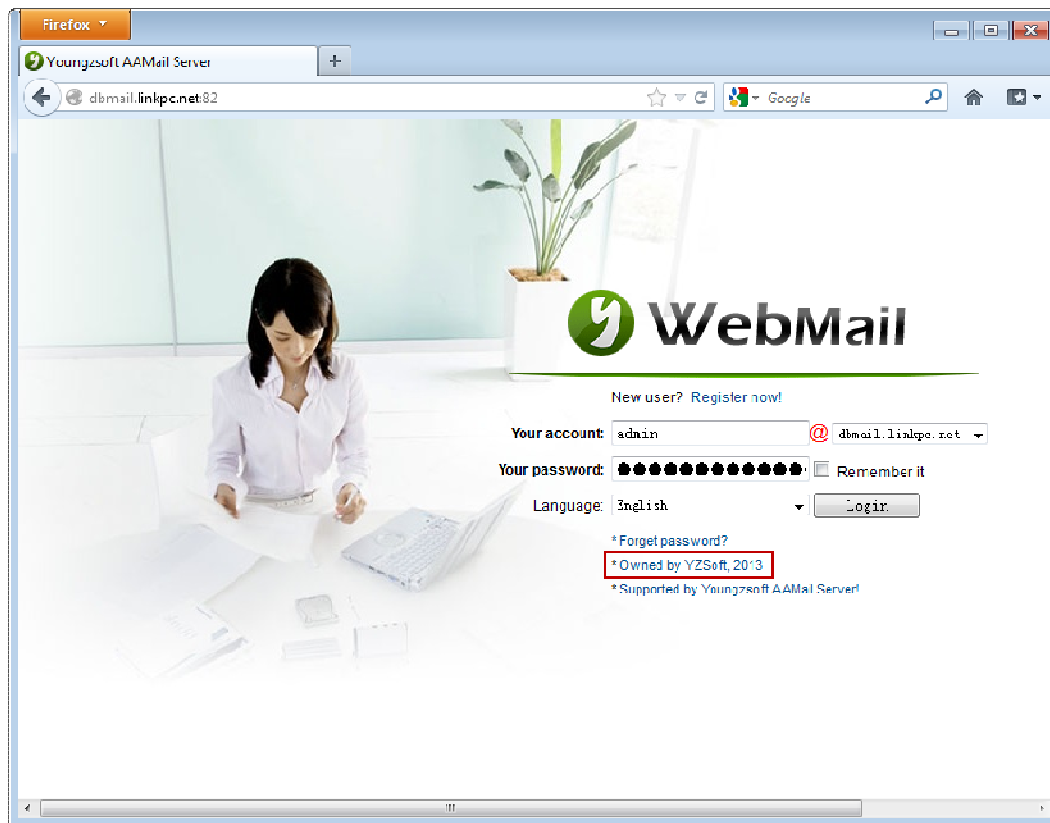 Firefox
Youngzsoft AAMail Server
dbmail.linkpc.net:82
Google
WebMail
New user? Register now!
Your account: admin @ dbmail.linkpc.net
Your password: Remember it
Language: English Login
* Forget password?
* Owned by YZSoft, 2013
* Supported by Youngzsoft AAMail Server!